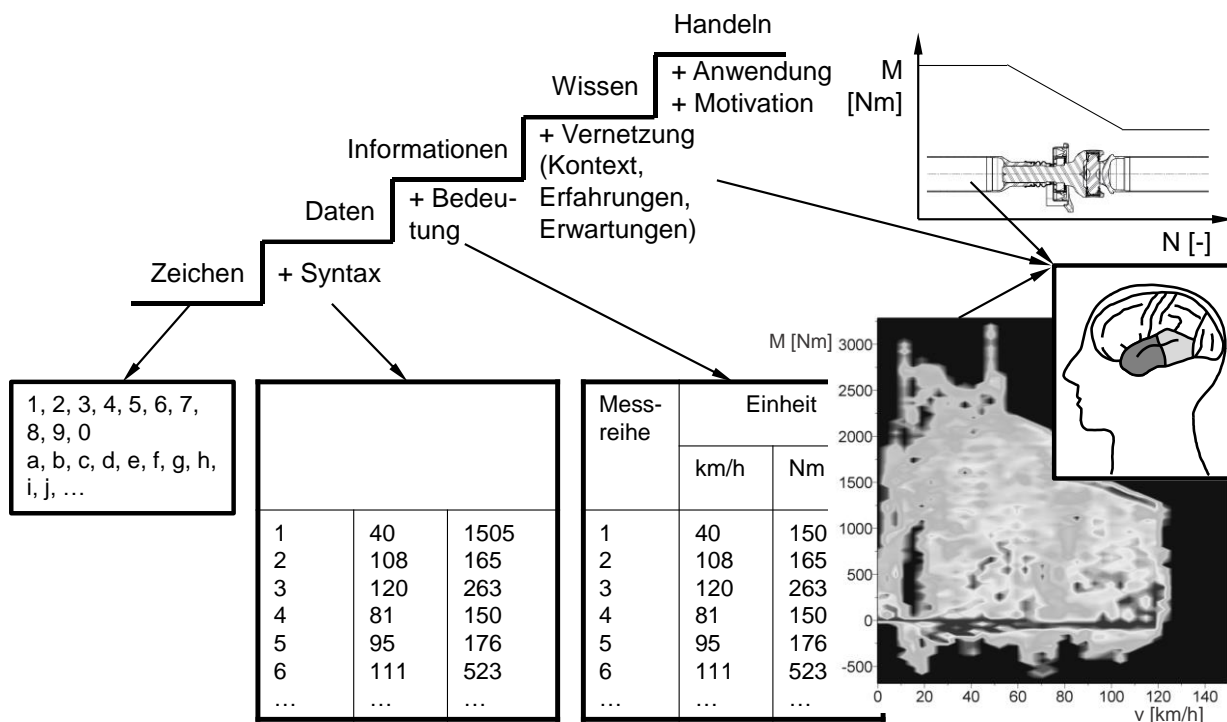 Handeln
+ Anwendung
+ Motivation
Wissen
+ Vernetzung
(Kontext,
Erfahrungen,
Erwartungen)
Informationen
+ Bedeu-
tung
Daten
+ Syntax
Zeichen
M
[Nm]
N [-]
1, 2, 3, 4, 5, 6, 7,
8, 9, 0
a, b, c, d, e, f, g, h,
i, j, …
1 40 1505
2 108 165
3 120 263
4 81 150
5 95 176
6 111 523
… … …
Mess-
reihe
Einheit
km/h Nm
1 40 150
2 108 165
3 120 263
4 81 150
5 95 176
6 111 523
… … …
M [Nm]
3000
2500
2000
1500
1000
500
0
-500
0 20 40 60 80 100 120 140
v [km/h]